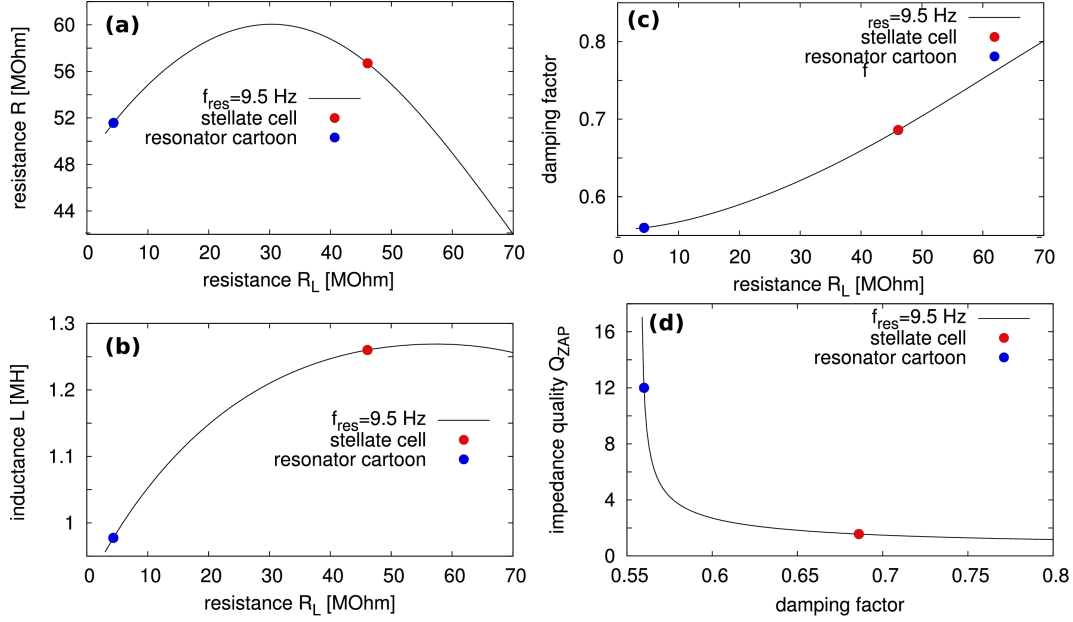 (a)
resistance R [MOhm]
60
56
52
48
44
f_res=9.5 Hz
stellate cell
resonator cartoon
0 10 20 30 40 50 60 70
resistance R_L [MOhm]
(c)
damping factor
0.8
0.7
0.6
res=9.5 Hz
stellate cell
resonator cartoon
f
0 10 20 30 40 50 60 70
resistance R_L [MOhm]
(b)
inductance L [MH]
1.3
1.2
1.1
1
f_res=9.5 Hz
stellate cell
resonator cartoon
0 10 20 30 40 50 60 70
resistance R_L [MOhm]
(d)
impedance quality Q_ZAP
16
12
8
4
0
f_res=9.5 Hz
stellate cell
resonator cartoon
0.55 0.6 0.65 0.7 0.75 0.8
damping factor